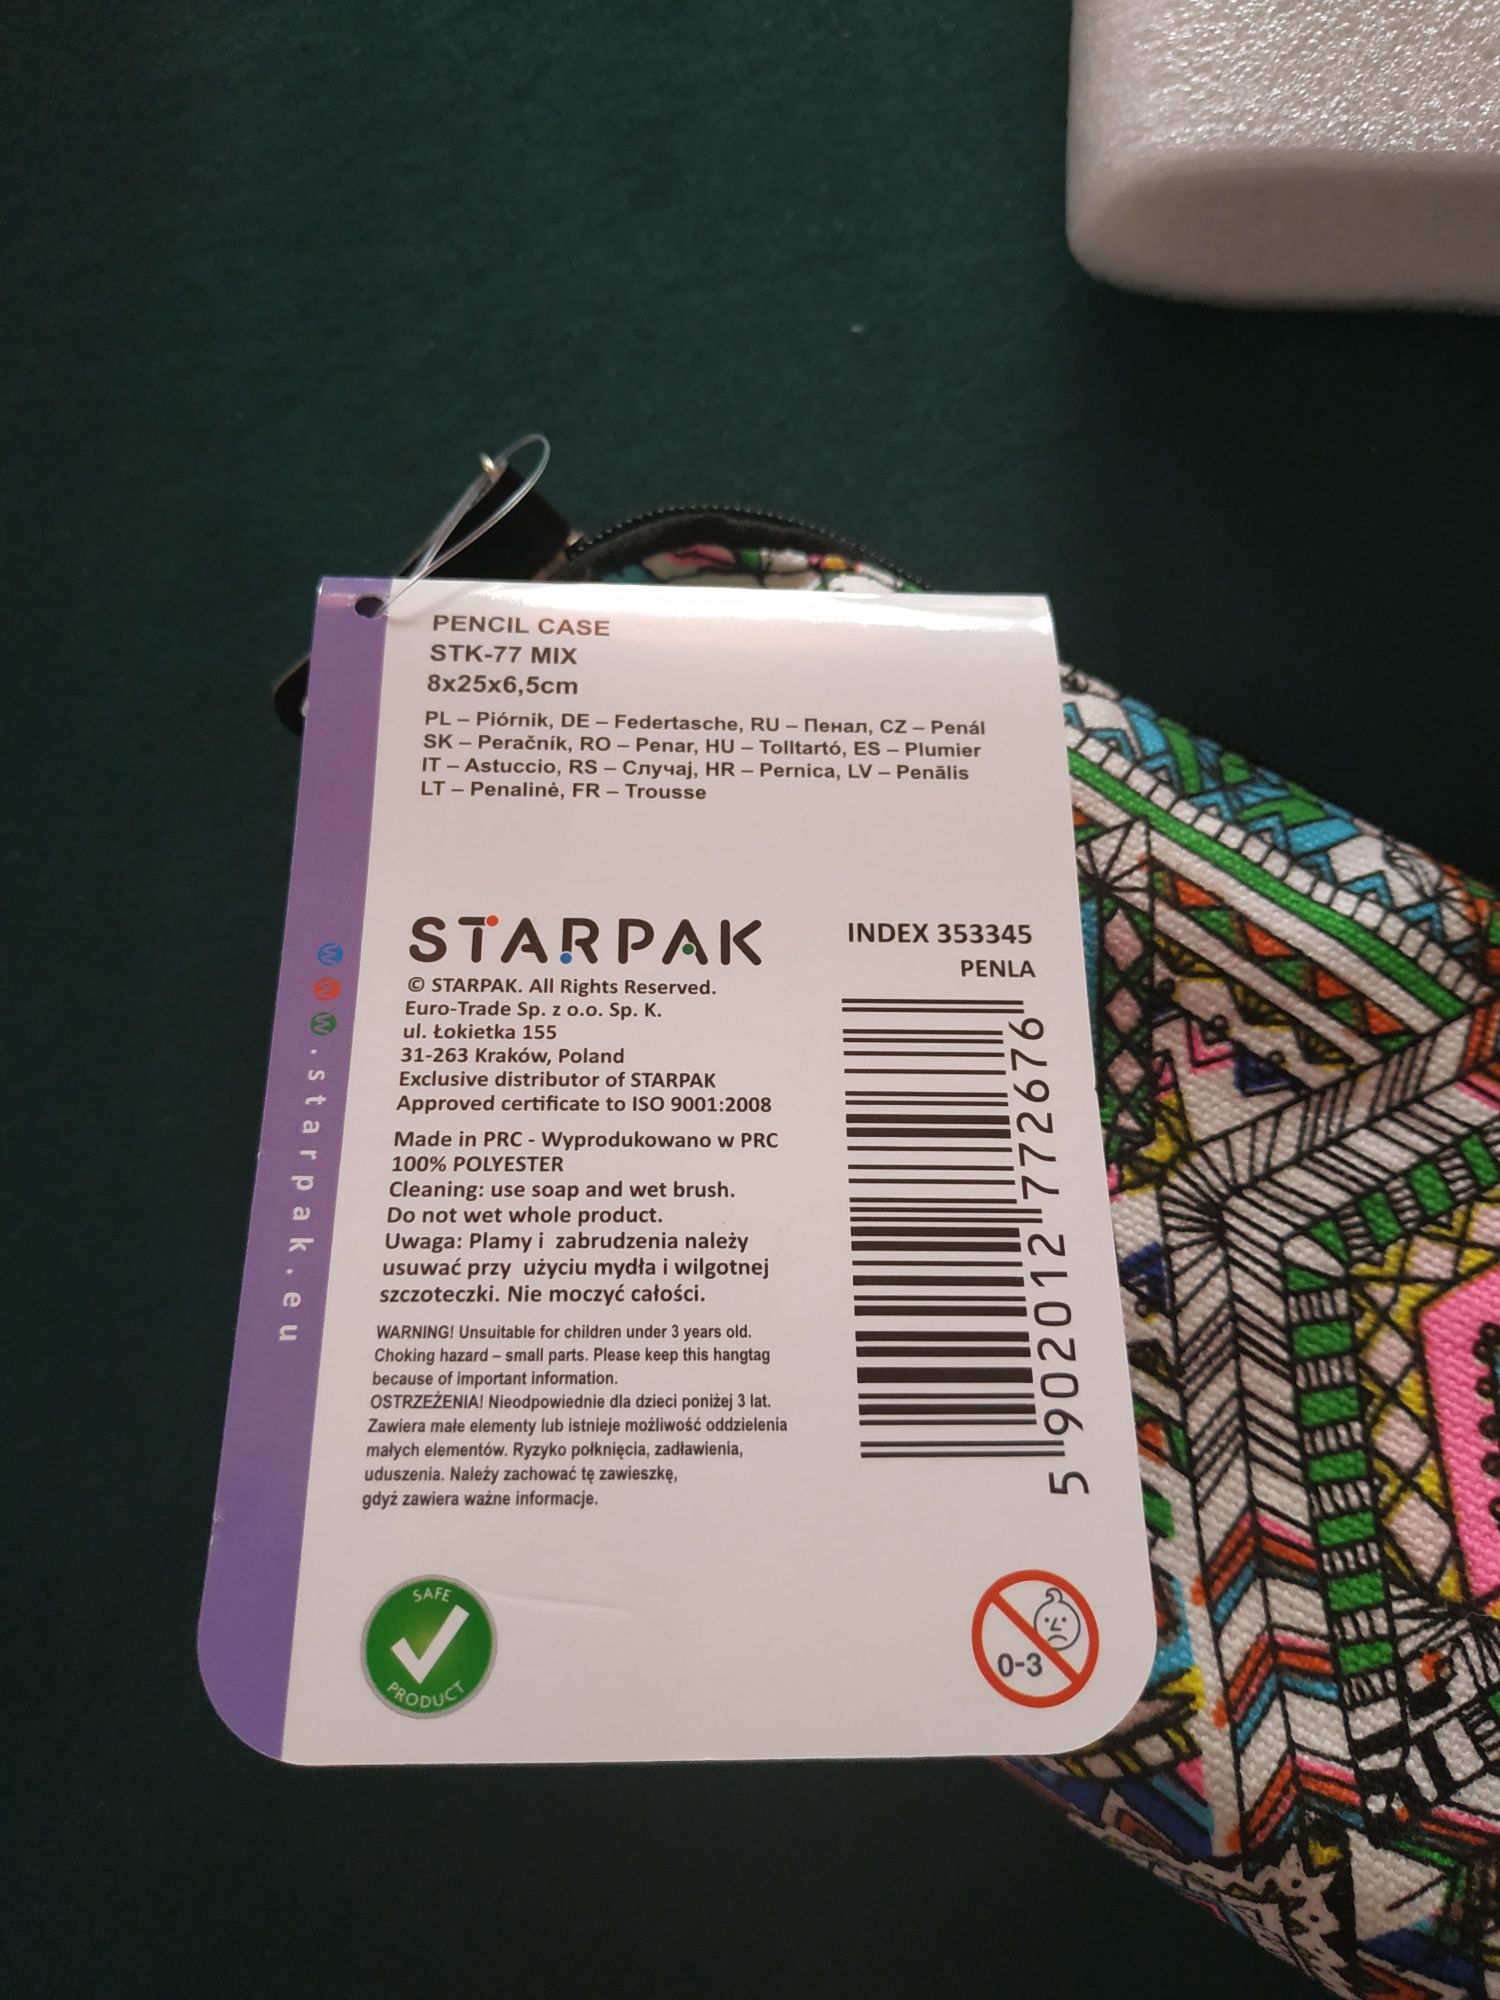 PENCIL CASE
STK-77 MIX
8x25x6,5cm
PL – Piórnik, DE – Federtasche, RU – Пенал, CZ – Penál
SK – Peračník, RO – Penar, HU – Tolltartó, ES – Plumier
IT – Astuccio, RS – Случај, HR – Pernica, LV – Penālis
LT – Penalinė, FR – Trousse
STARPAK
© STARPAK. All Rights Reserved.
Euro-Trade Sp. z o.o. Sp. K.
ul. Łokietka 155
31-263 Kraków, Poland
Exclusive distributor of STARPAK
Approved certificate to ISO 9001:2008
Made in PRC - Wyprodukowano w PRC
100% POLYESTER
Cleaning: use soap and wet brush.
Do not wet whole product.
Uwaga: Plamy i zabrudzenia należy
usuwać przy użyciu mydła i wilgotnej
szczoteczki. Nie moczyć całości.
WARNING! Unsuitable for children under 3 years old.
Choking hazard – small parts. Please keep this hangtag
because of important information.
OSTRZEŻENIA! Nieodpowiednie dla dzieci poniżej 3 lat.
Zawiera małe elementy lub istnieje możliwość oddzielenia
małych elementów. Ryzyko połknięcia, zadławienia,
uduszenia. Należy zachować tę zawieszkę,
gdyż zawiera ważne informacje.
INDEX 353345
PENLA
5 902012 772676
www.starpak.eu
SAFE
PRODUCT
0-3